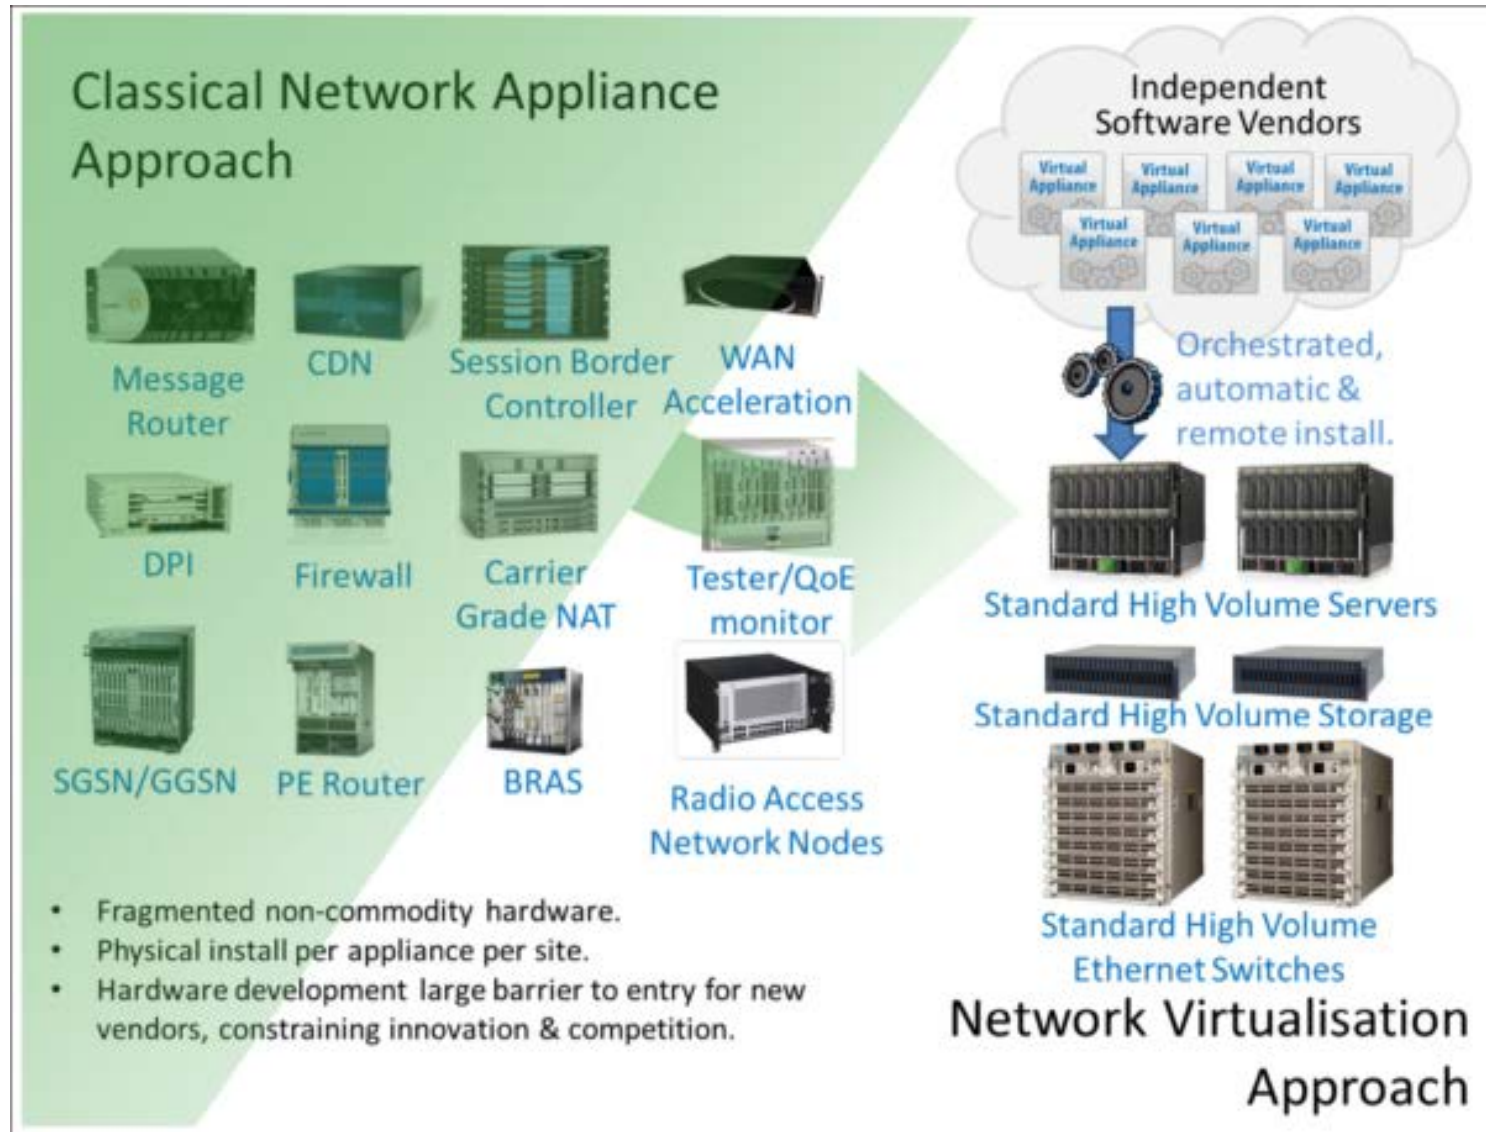 Classical Network Appliance
Approach
Message
Router
CDN
Session Border
Controller
WAN
Acceleration
DPI
Firewall
Carrier
Grade NAT
Tester/QoE
monitor
SGSN/GGSN
PE Router
BRAS
Radio Access
Network Nodes
• Fragmented non-commodity hardware.
• Physical install per appliance per site.
• Hardware development large barrier to entry for new
vendors, constraining innovation & competition.
Independent
Software Vendors
Virtual
Appliance
Virtual
Appliance
Virtual
Appliance
Virtual
Appliance
Virtual
Appliance
Virtual
Appliance
Virtual
Appliance
Orchestrated,
automatic &
remote install.
Standard High Volume Servers
Standard High Volume Storage
Standard High Volume
Ethernet Switches
Network Virtualisation
Approach